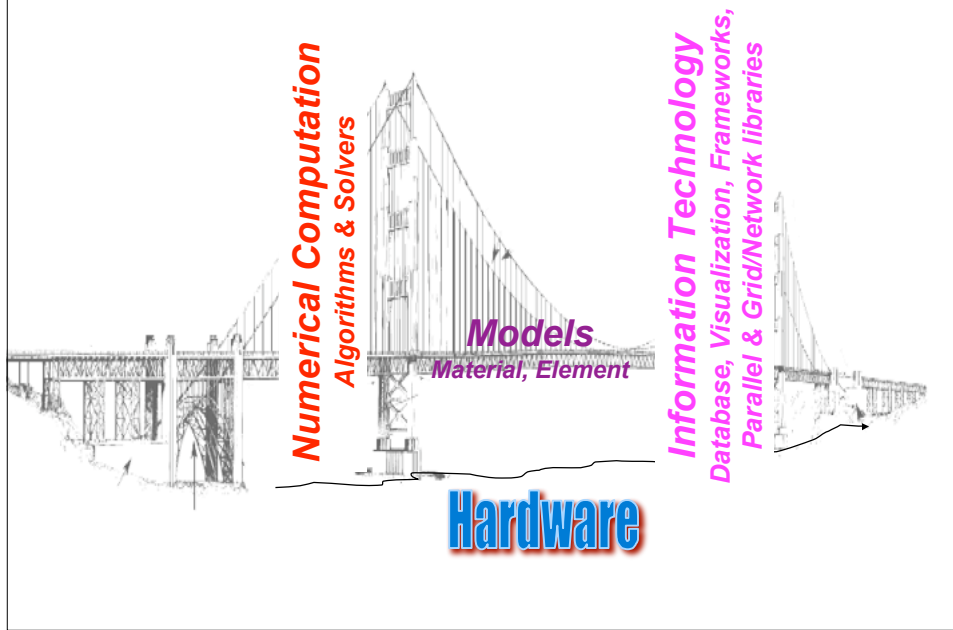 Numerical Computation
Algorithms & Solvers
Models
Material, Element
Information Technology
Database, Visualization, Frameworks,
Parallel & Grid/Network libraries
Hardware